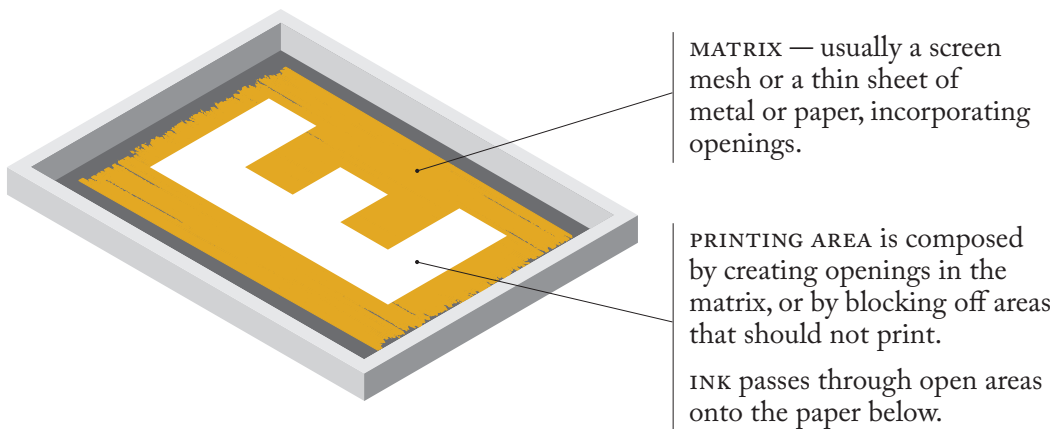 MATRIX — usually a screen
mesh or a thin sheet of
metal or paper, incorporating
openings.
PRINTING AREA is composed
by creating openings in the
matrix, or by blocking off areas
that should not print.
INK passes through open areas
onto the paper below.
E